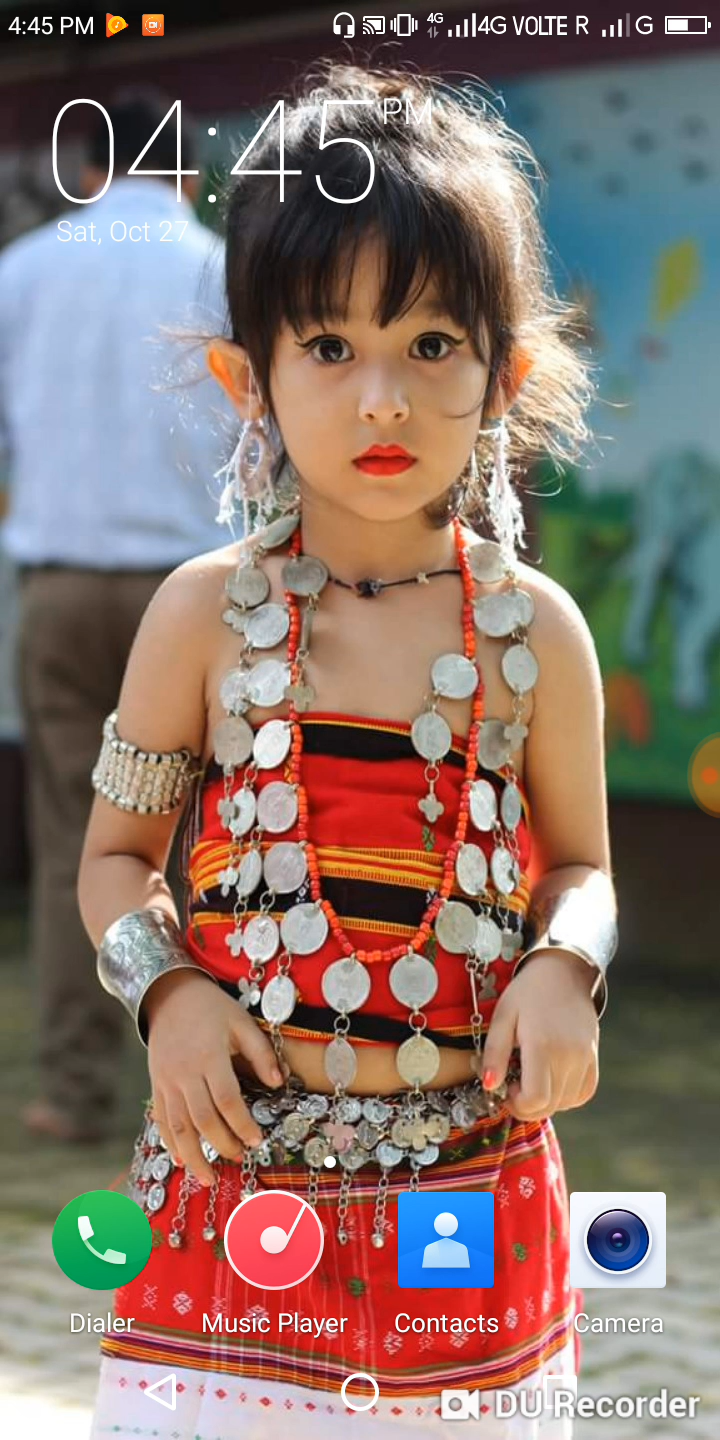 4:45 PM 4G 4G VOLTE R G
04:45 PM
Sat, Oct 27
Dialer Music Player Contacts Camera
DU Recorder